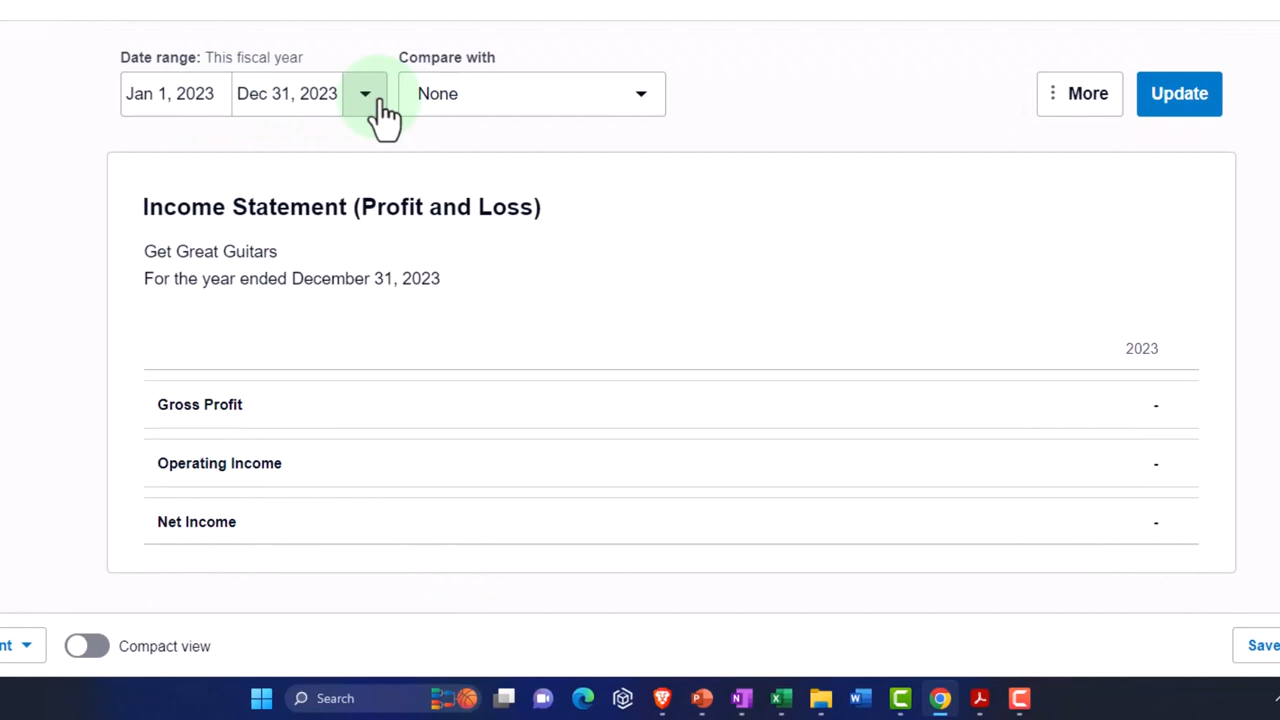 Date range: This fiscal year
Compare with
Jan 1, 2023
Dec 31, 2023
None
More
Update
Income Statement (Profit and Loss)
Get Great Guitars
For the year ended December 31, 2023
2023
Gross Profit -
Operating Income -
Net Income -
nt
Compact view
Save
Search